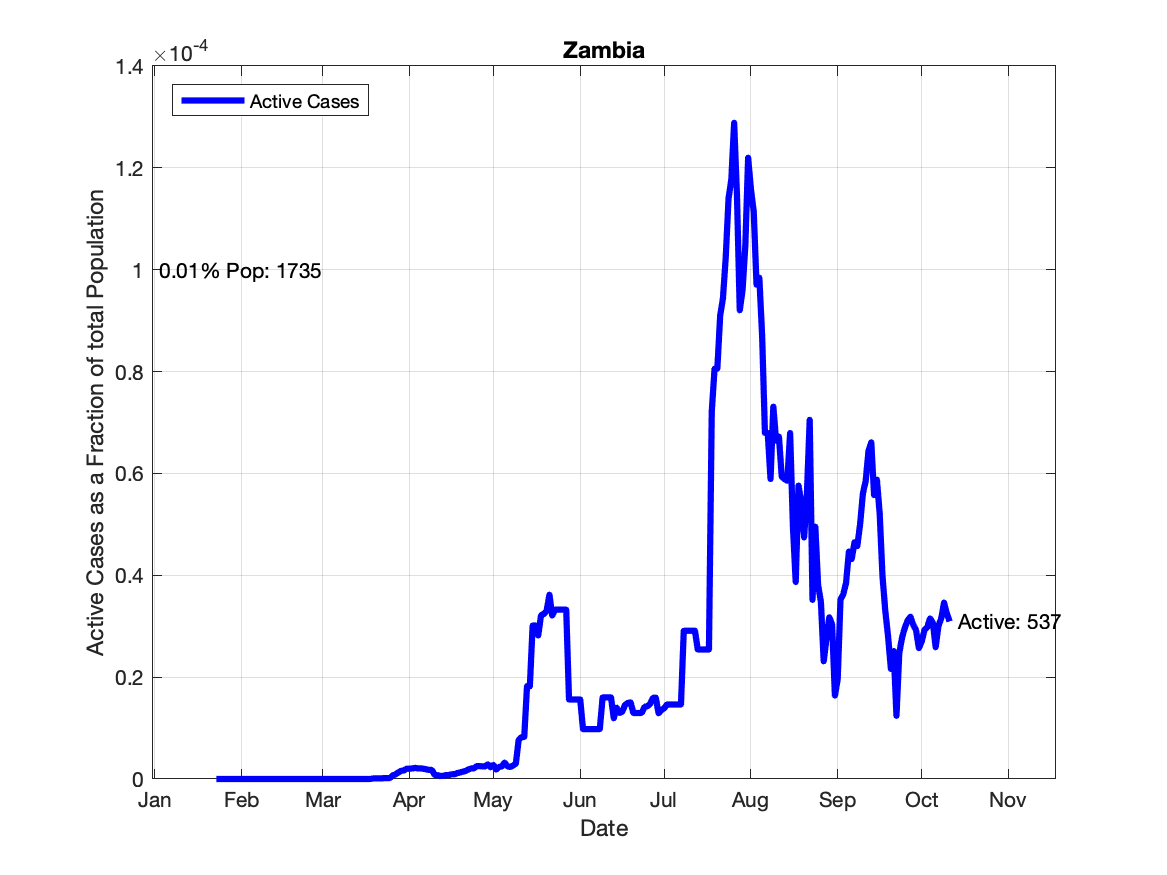 Zambia
×10-4
1.4
1.2
1
0.8
0.6
0.4
0.2
0
Active Cases
0.01% Pop: 1735
Active: 537
Active Cases as a Fraction of total Population
Jan Feb Mar Apr May Jun Jul Aug Sep Oct Nov
Date